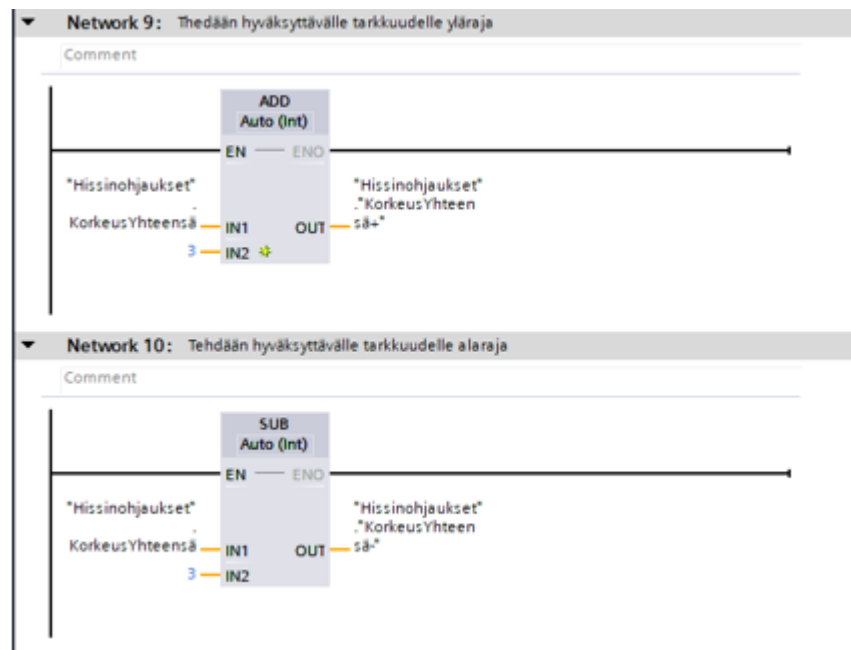 Network 9: Thedään hyväksyttävälle tarkkuudelle yläraja
Comment
ADD
Auto (Int)
EN ENO
"Hissinohjaukset"
.
KorkeusYhteensä
IN1
3
IN2
OUT
"Hissinohjaukset"
."KorkeusYhteen
sä+"
Network 10: Tehdään hyväksyttävälle tarkkuudelle alaraja
Comment
SUB
Auto (Int)
EN ENO
"Hissinohjaukset"
.
KorkeusYhteensä
IN1
3
IN2
OUT
"Hissinohjaukset"
."KorkeusYhteen
sä-"